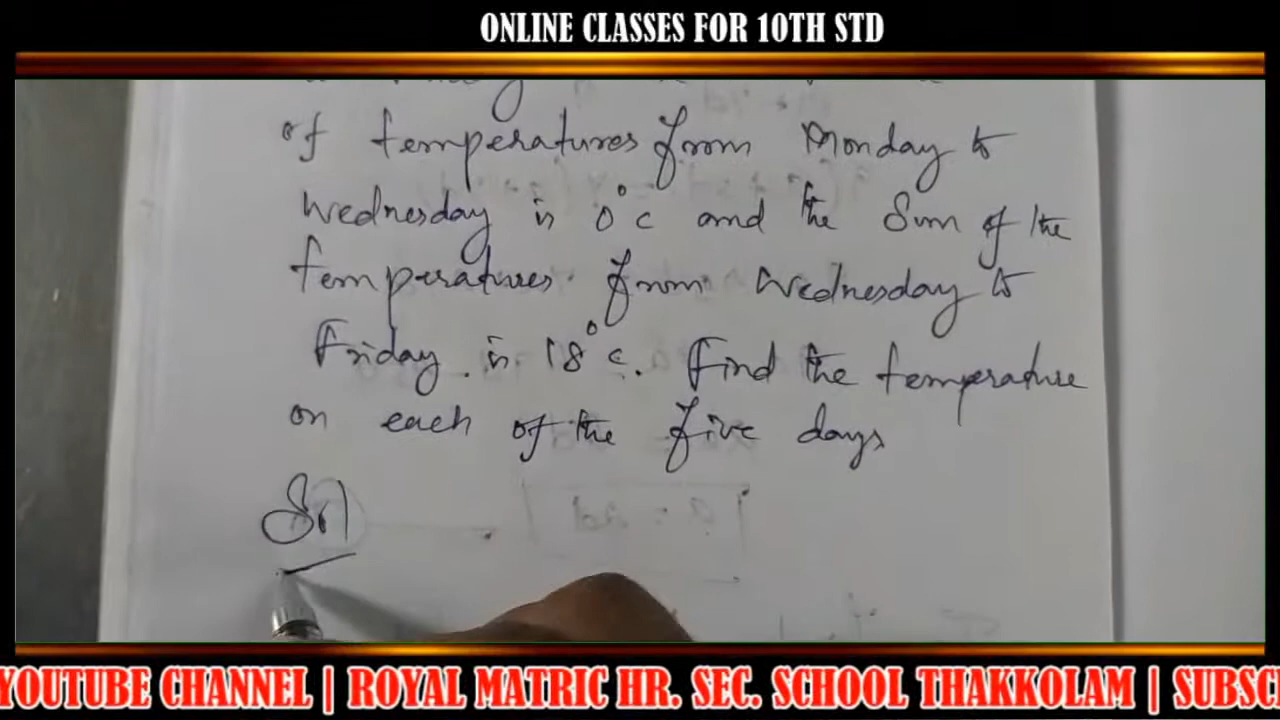 ONLINE CLASSES FOR 10TH STD
of temperatures from Monday to
Wednesday is 0°C and the Sum of the
temperatures from Wednesday to
Friday is 18°C. Find the temperature
on each of the five days
Sol
YOUTUBE CHANNEL | ROYAL MATRIC HR. SEC. SCHOOL THAKKOLAM | SUBSC